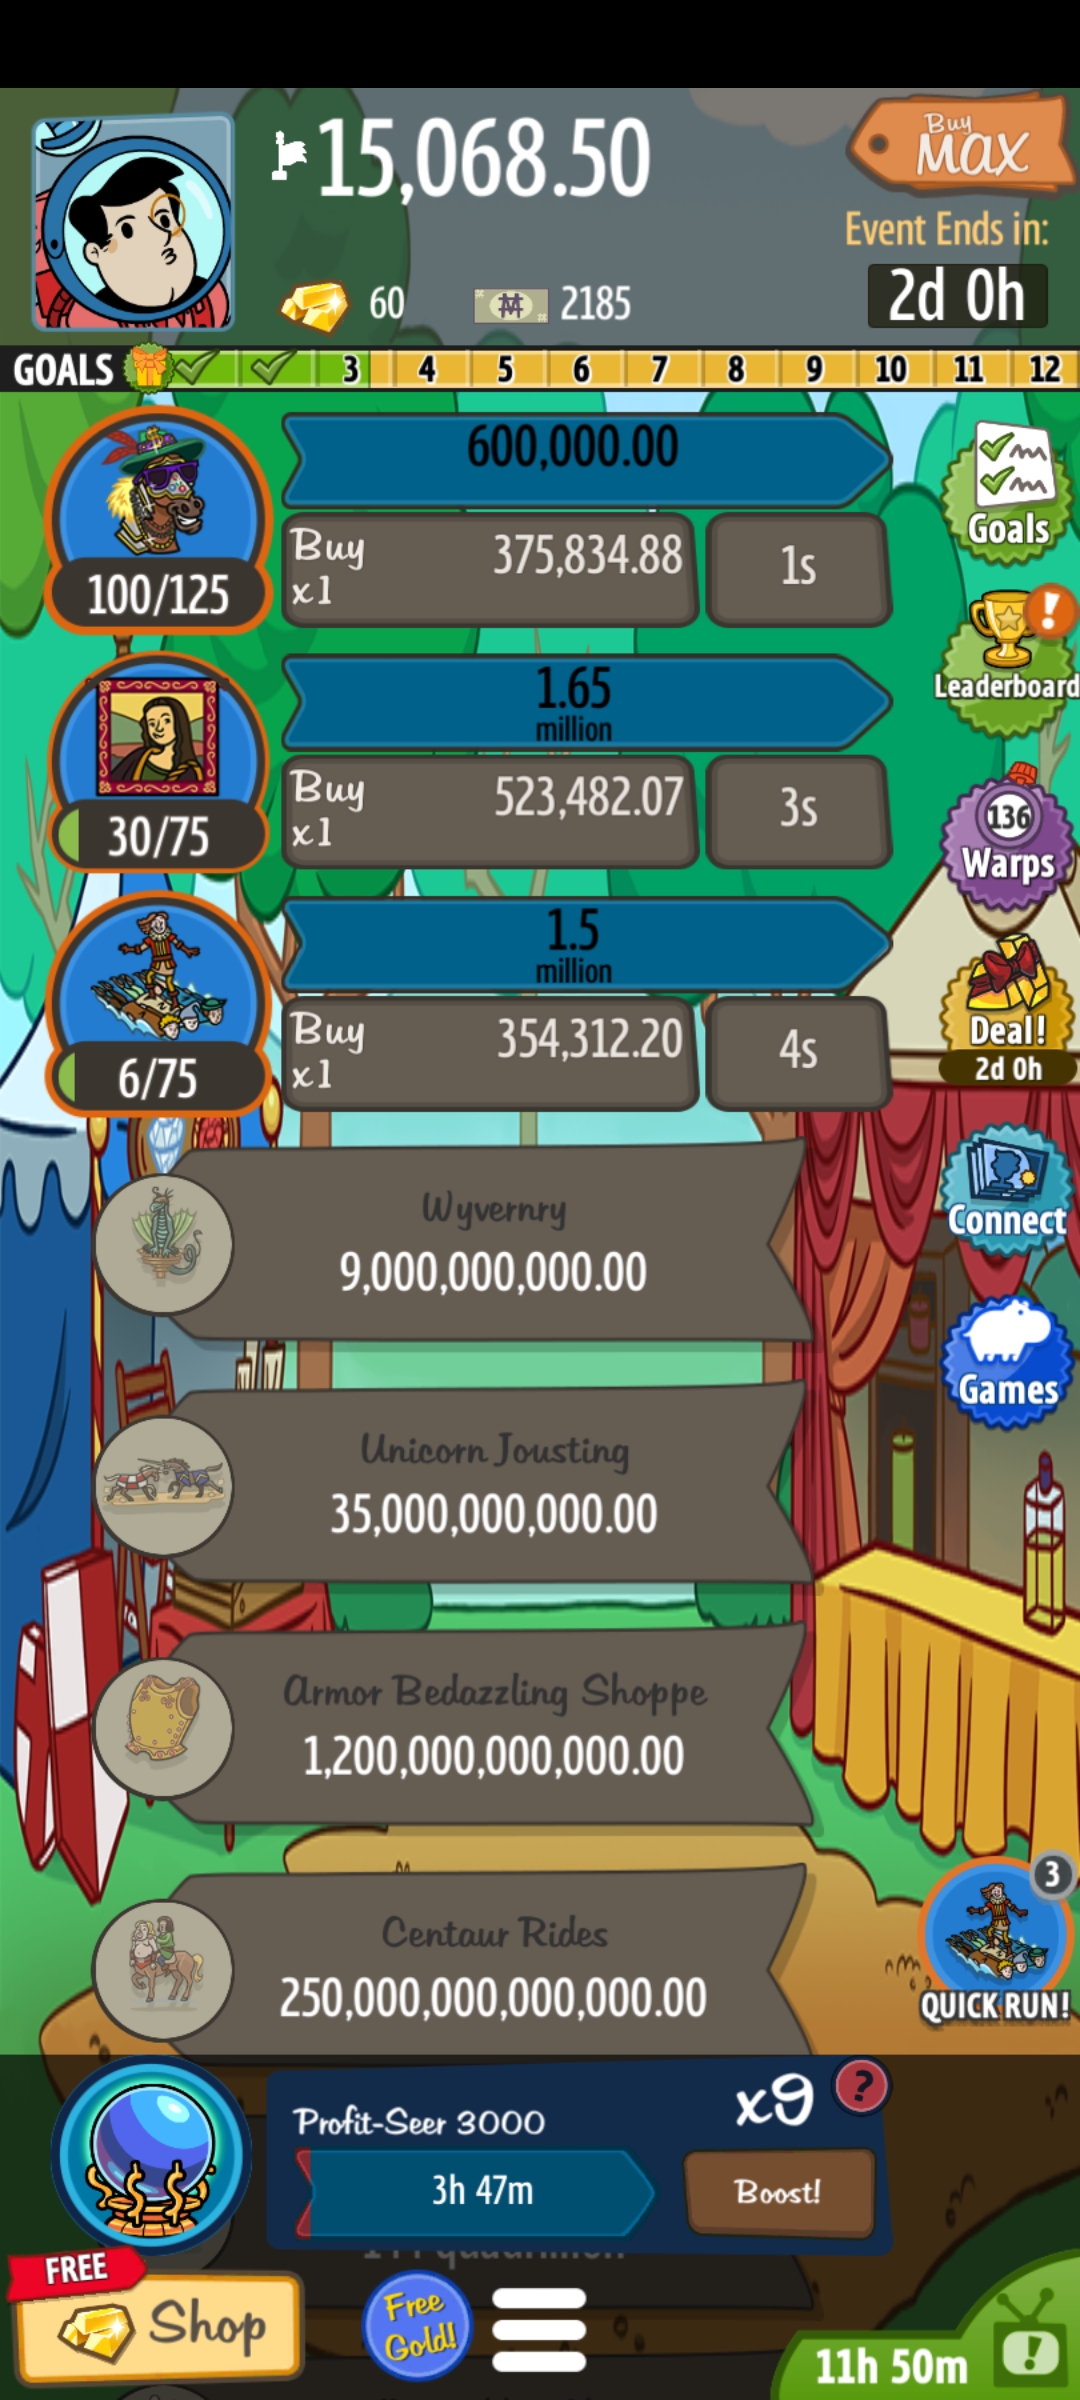 15,068.50
Buy
MAX
Event Ends in:
2d 0h
60
2185
GOALS 3 4 5 6 7 8 9 10 11 12
600,000.00
100/125
Buy
x1
375,834.88
1s
Goals
1.65
million
30/75
Buy
x1
523,482.07
3s
Leaderboard
136
Warps
1.5
million
6/75
Buy
x1
354,312.20
4s
Deal!
2d 0h
Wyvernry
9,000,000,000.00
Connect
Unicorn Jousting
35,000,000,000.00
Games
Armor Bedazzling Shoppe
1,200,000,000,000.00
Centaur Rides
250,000,000,000,000.00
3
QUICK RUN!
Profit-Seer 3000
x9
?
3h 47m
Boost!
FREE
Shop
Free
Gold!
11h 50m